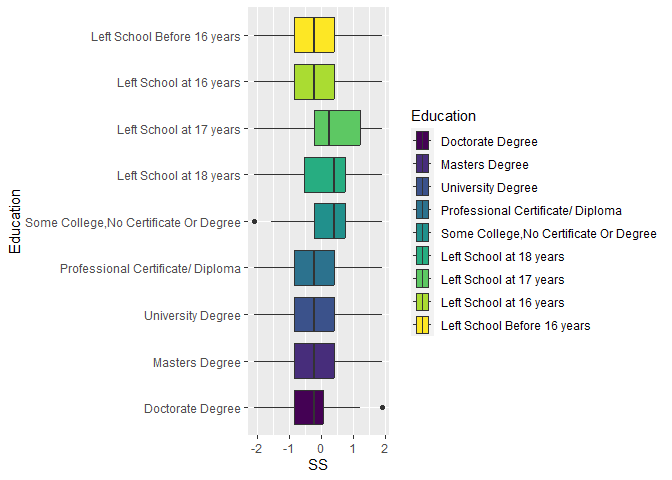 Left School Before 16 years
Left School at 16 years
Left School at 17 years
Left School at 18 years
Some College,No Certificate Or Degree
Professional Certificate/ Diploma
University Degree
Masters Degree
Doctorate Degree
Education
-2 -1 0 1 2
SS
Education
Doctorate Degree
Masters Degree
University Degree
Professional Certificate/ Diploma
Some College,No Certificate Or Degree
Left School at 18 years
Left School at 17 years
Left School at 16 years
Left School Before 16 years